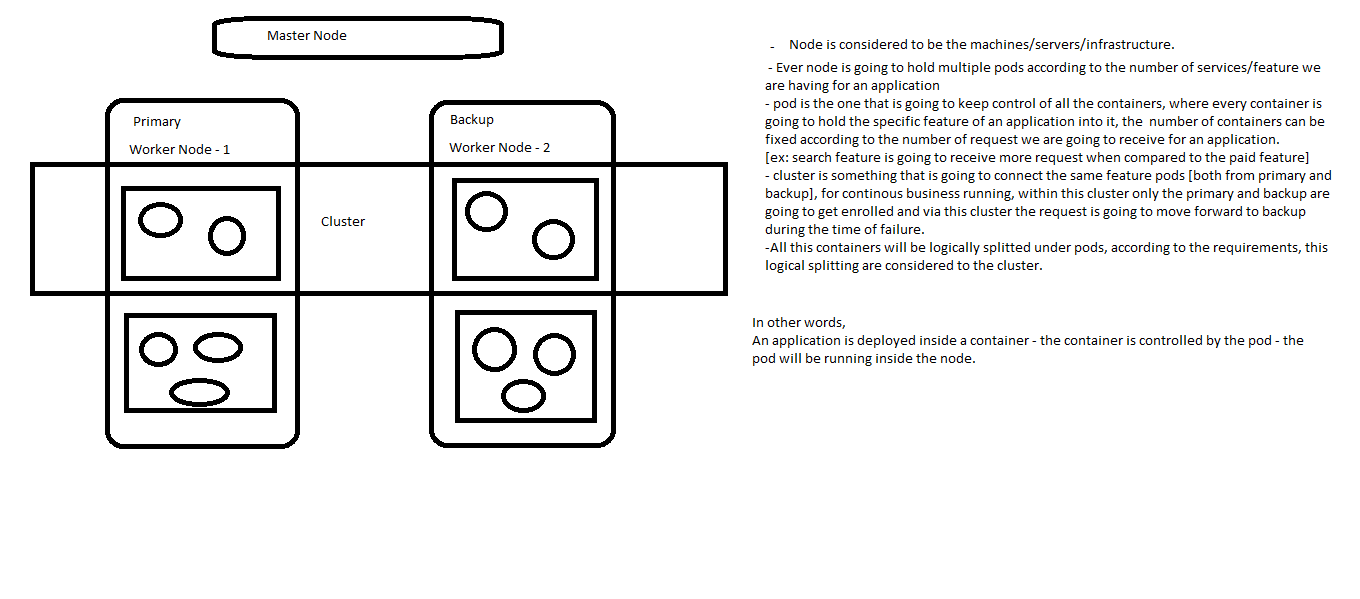 Master Node
Primary
Worker Node - 1
Backup
Worker Node - 2
Cluster
-    Node is considered to be the machines/servers/infrastructure.
- Ever node is going to hold multiple pods according to the number of services/feature we
are having for an application
- pod is the one that is going to keep control of all the containers, where every container is
going to hold the specific feature of an application into it, the  number of containers can be
fixed according to the number of request we are going to receive for an application.
[ex: search feature is going to receive more request when compared to the paid feature]
- cluster is something that is going to connect the same feature pods [both from primary and
backup], for continous business running, within this cluster only the primary and backup are
going to get enrolled and via this cluster the request is going to move forward to backup
during the time of failure.
-All this containers will be logically splitted under pods, according to the requirements, this
logical splitting are considered to the cluster.
In other words,
An application is deployed inside a container - the container is controlled by the pod - the
pod will be running inside the node.